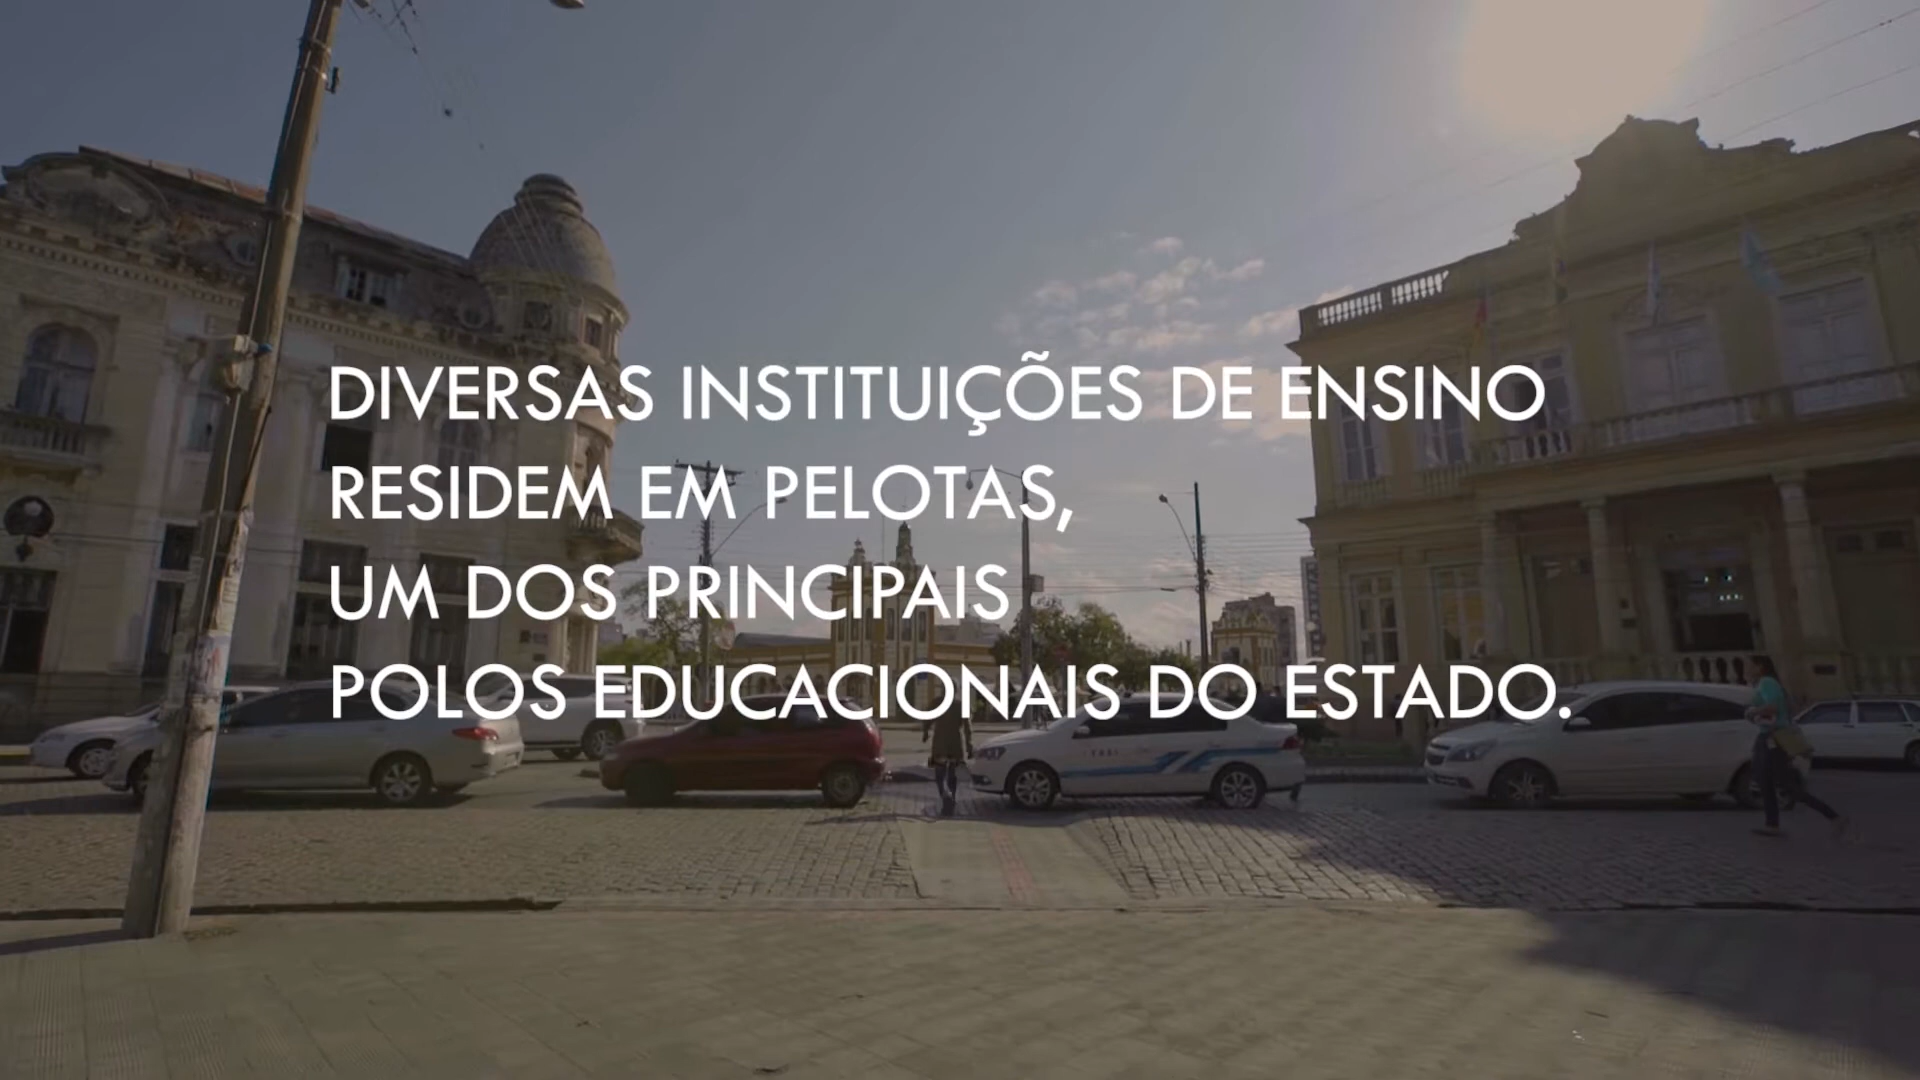 DIVERSAS INSTITUIÇÕES DE ENSINO
RESIDEM EM PELOTAS,
UM DOS PRINCIPAIS
POLOS EDUCACIONAIS DO ESTADO.